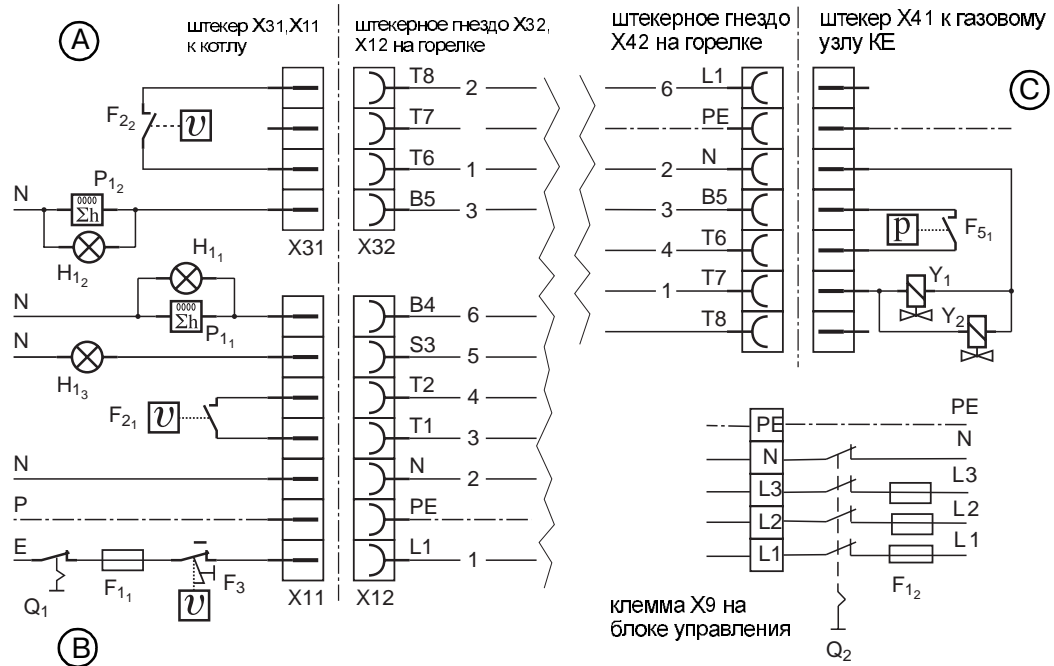 A
штекер X31,X11
к котлу
штекерное гнездо X32,
X12 на горелке
штекерное гнездо
X42 на горелке
штекер X41 к газовому
узлу KE
C
F2₂
υ
T8 2
T7
T6 1
B5 3
N
P1₂
0000
Σh
H1₂
X31 X32
6 L1
PE
2 N
3 B5
4 T6
1 T7
T8
p
F5₁
Y₁
Y₂
H1₁
N
0000
Σh
P1₁
N
H1₃
F2₁
υ
N
P
E
Q₁
F1₁
F₃
υ
B4 6
S3 5
T2 4
T1 3
N 2
PE
L1 1
X11 X12
B
PE PE
N N
L3 L3
L2 L2
L1 L1
F1₂
клемма X9 на
блоке управления
Q₂